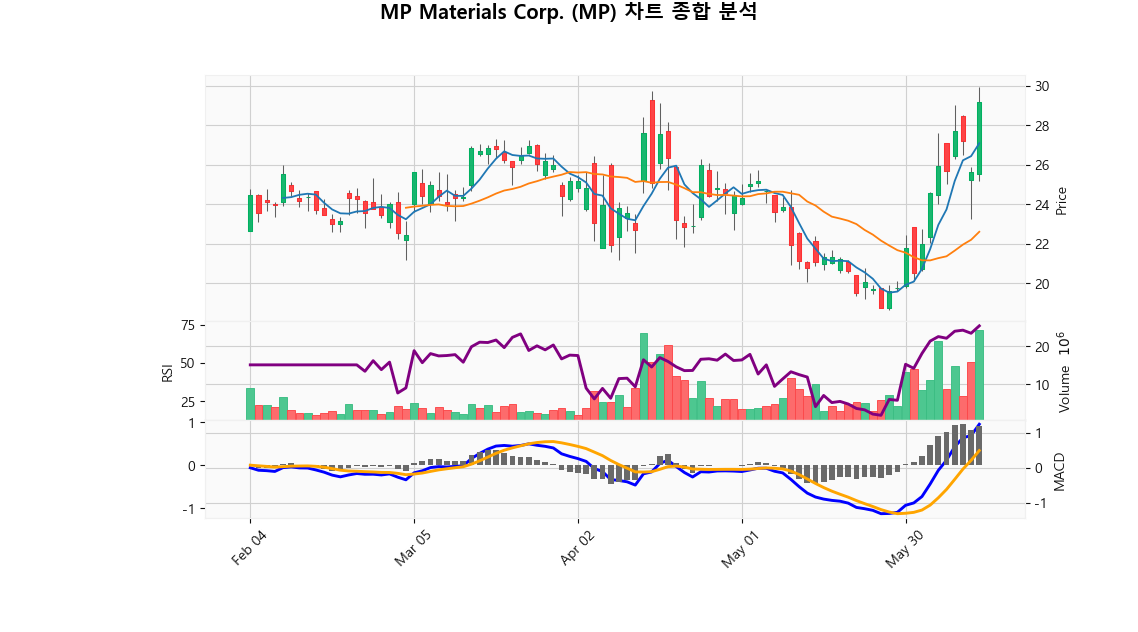 MP Materials Corp. (MP) 차트 종합 분석
30
28
26
24
22
20
Price
75
50
25
RSI
20
10
Volume 10^6
1
0
-1
1
0
-1
MACD
Feb 04
Mar 05
Apr 02
May 01
May 30